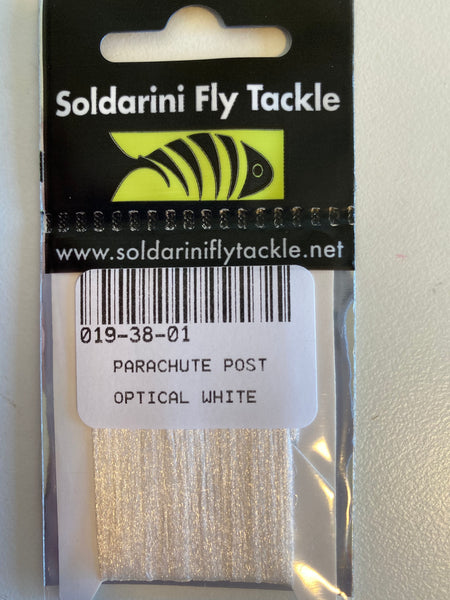 Soldarini Fly Tackle
www.soldariniflytackle.net
019-38-01
PARACHUTE POST
OPTICAL WHITE